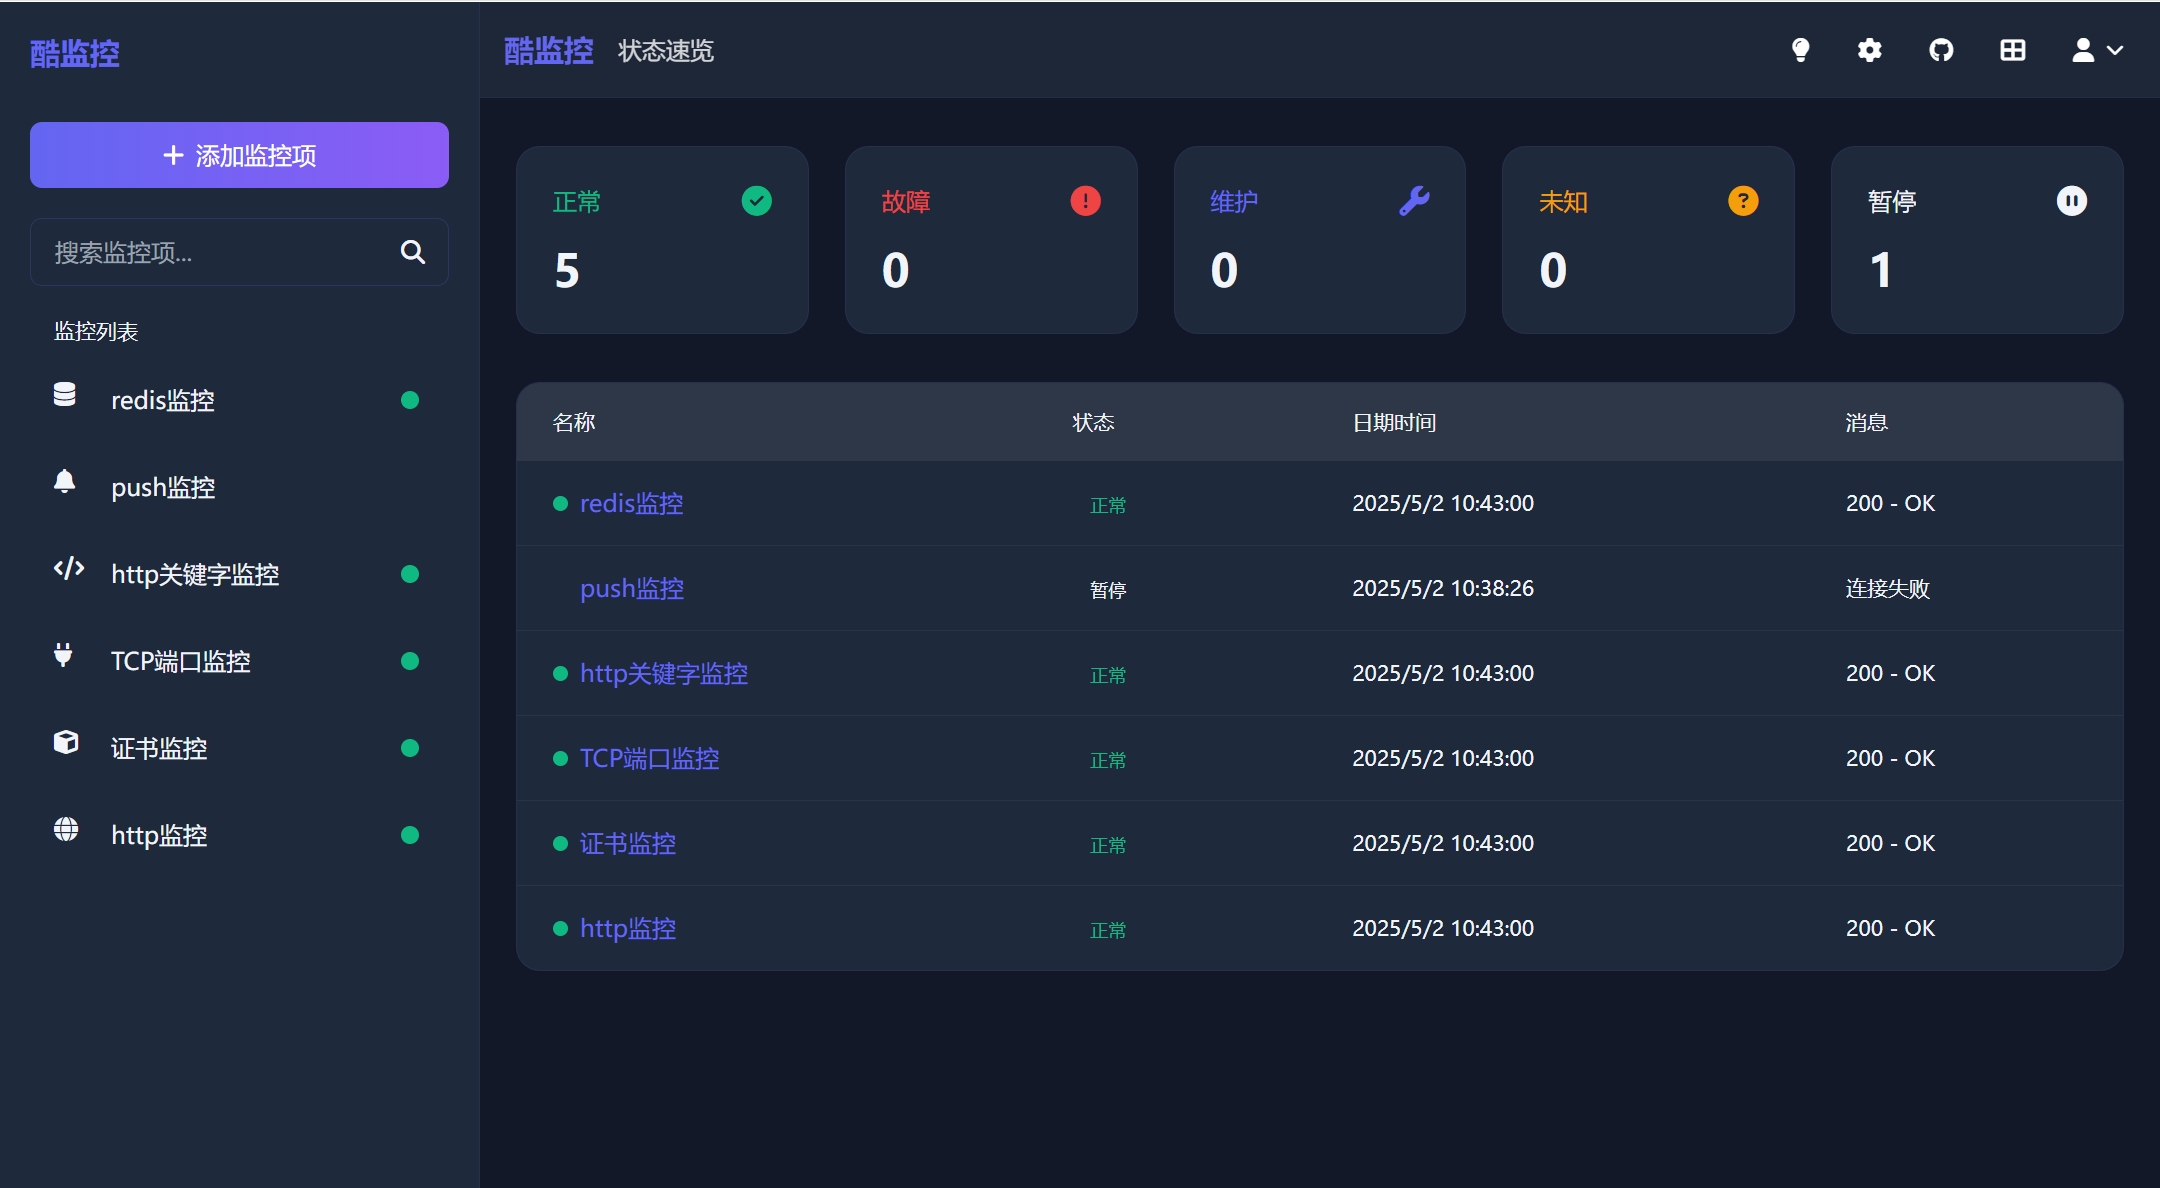 酷监控
添加监控项
搜索监控项...
监控列表
redis监控
push监控
http关键字监控
TCP端口监控
证书监控
http监控
酷监控 状态速览
正常 故障 维护 未知 暂停
5 0 0 0 1
名称 状态 日期时间 消息
redis监控 正常 2025/5/2 10:43:00 200 - OK
push监控 暂停 2025/5/2 10:38:26 连接失败
http关键字监控 正常 2025/5/2 10:43:00 200 - OK
TCP端口监控 正常 2025/5/2 10:43:00 200 - OK
证书监控 正常 2025/5/2 10:43:00 200 - OK
http监控 正常 2025/5/2 10:43:00 200 - OK